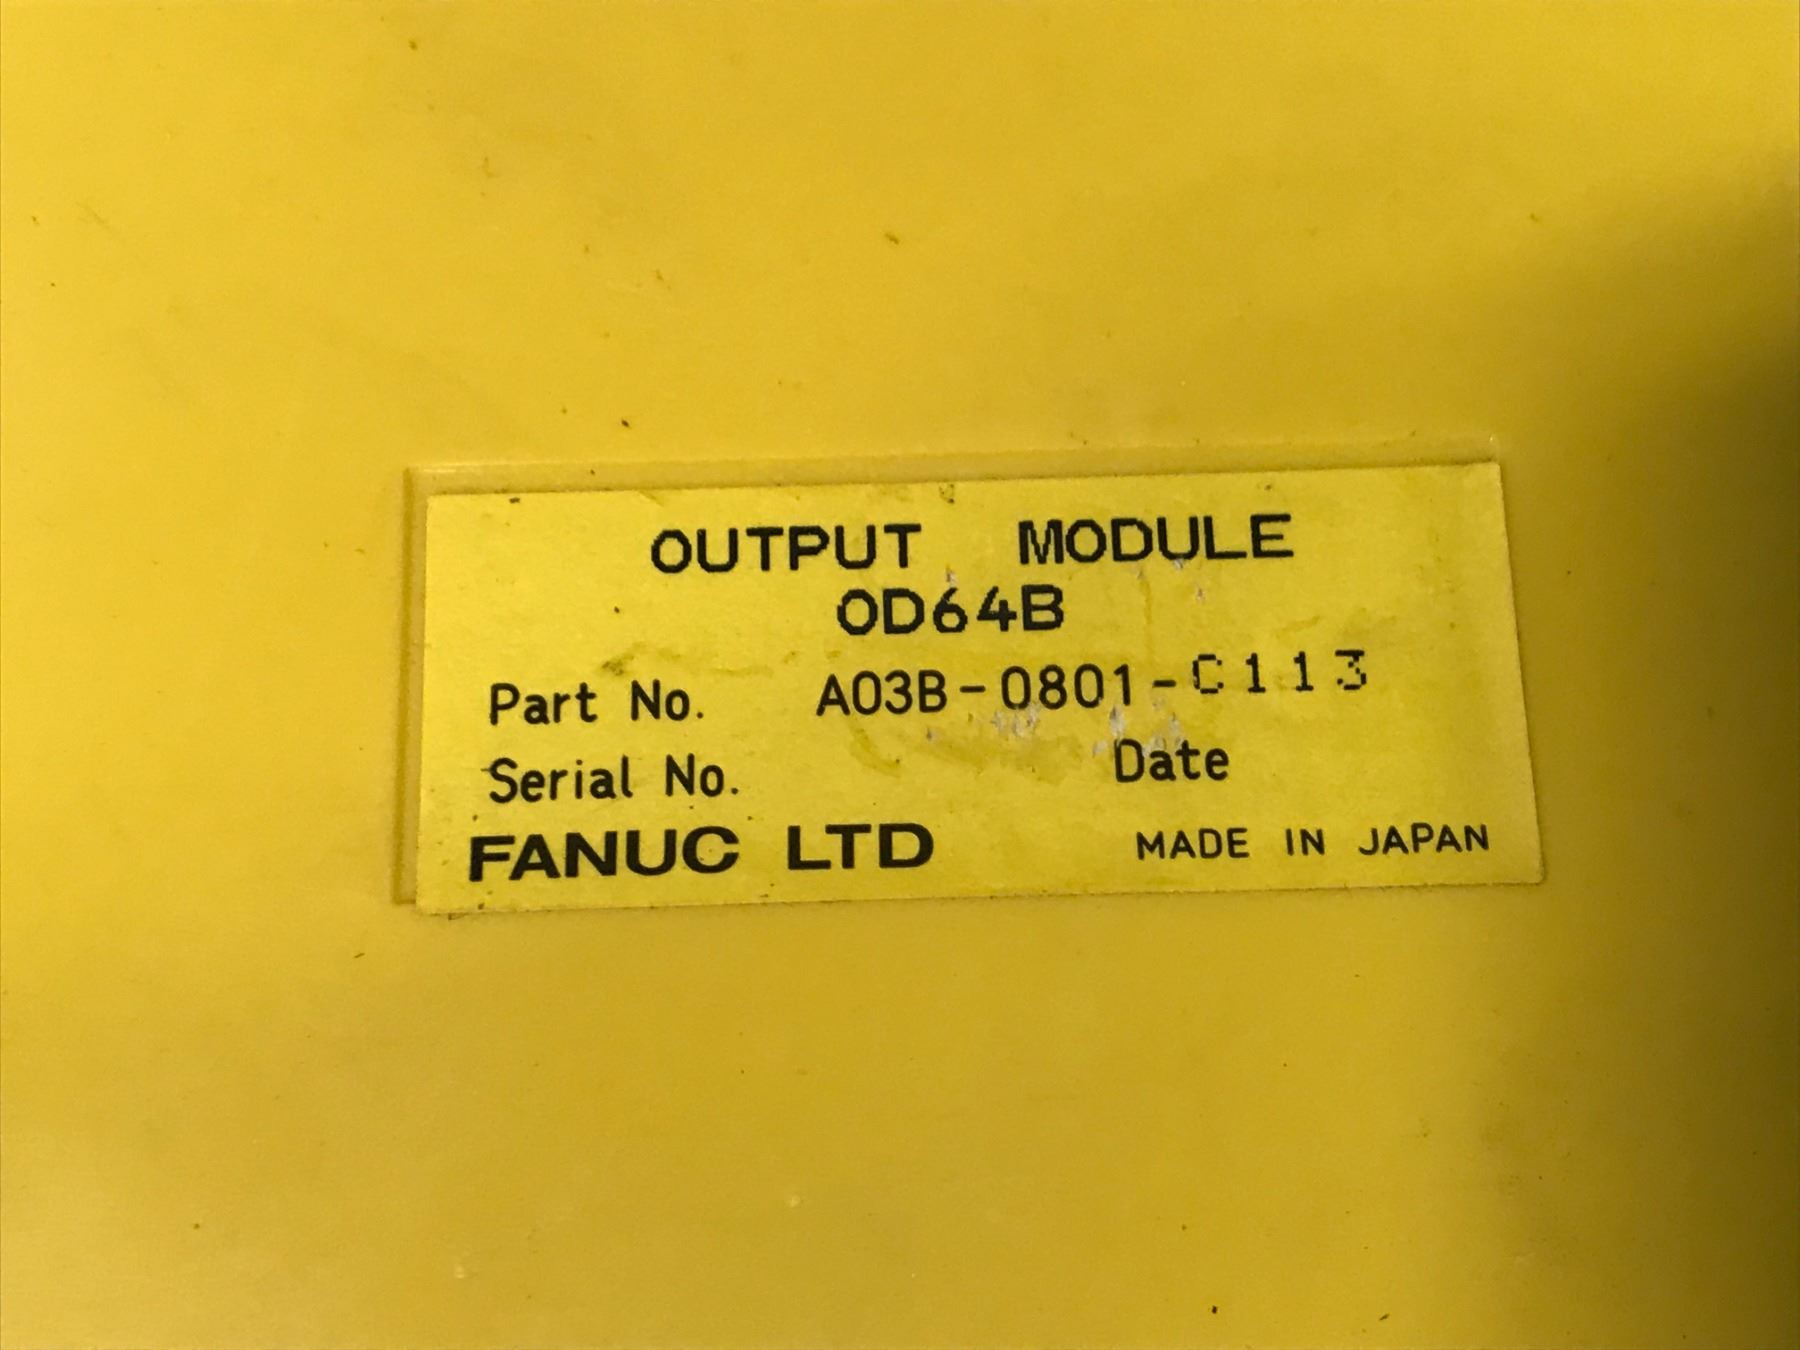 OUTPUT MODULE
OD64B
Part No. A03B-0801-C113
Serial No. Date
FANUC LTD MADE IN JAPAN